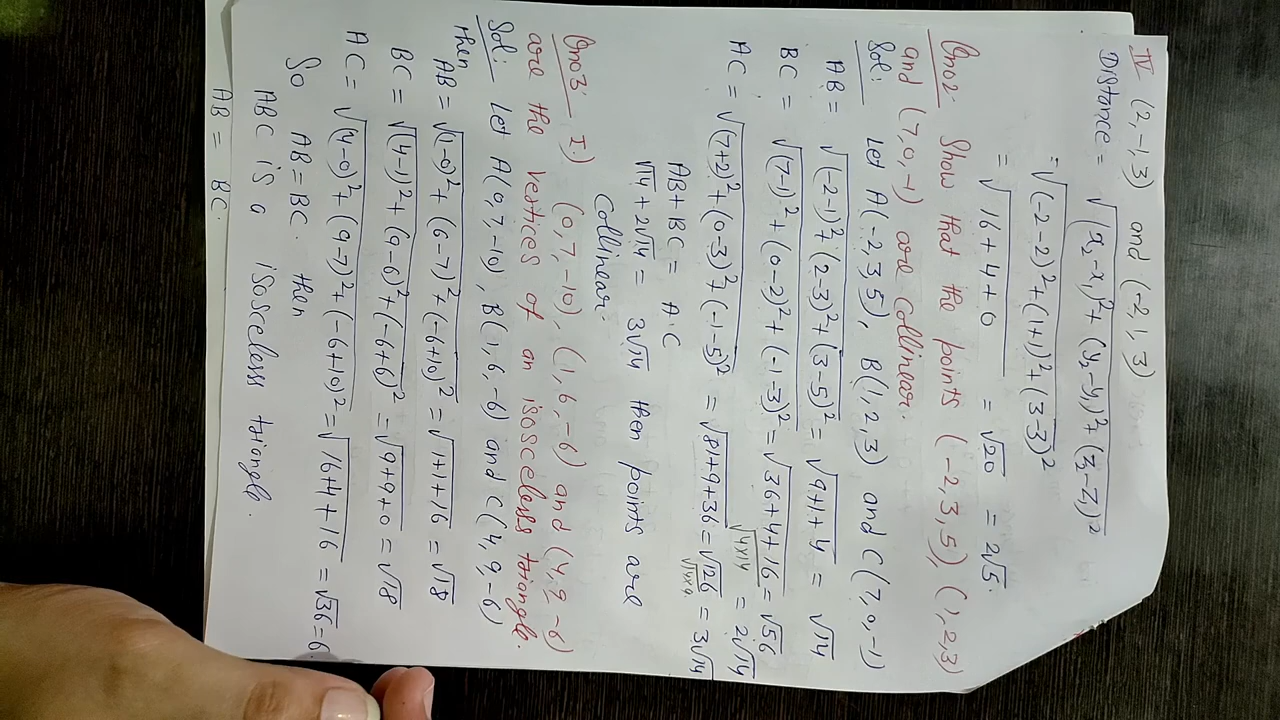 IV (2,-1,3) and (-2,1,3)
Distance = √(x₂-x₁)²+(y₂-y₁)²+(z₂-z₁)²
= √(-2-2)²+(1+1)²+(3-3)²
= √16+4+0 = √20 = 2√5.
Qno2:- Show that the points (-2,3,5), (1,2,3)
and (7,0,-1) are collinear.
Sol: Let A(-2,3,5), B(1,2,3) and C(7,0,-1)
AB = √(-2-1)²+(2-3)²+(3-5)² = √9+1+4 = √14
BC = √(7-1)²+(0-2)²+(-1-3)² = √36+4+16 = √56
√4×14 = 2√14
AC = √(7+2)²+(0-3)²+(-1-5)² = √81+9+36 = √126 = 3√14
√14×9
AB+BC = AC
√14+2√14 = 3√14 then points are
collinear.
Qno3:- I.) (0,7,-10), (1,6,-6) and (4,9,-6)
are the vertices of an isosceless triangle.
Sol: Let A(0,7,-10), B(1,6,-6) and C(4,9,-6)
then
AB = √(1-0)²+(6-7)²+(-6+10)² = √1+1+16 = √18
BC = √(4-1)²+(9-6)²+(-6+6)² = √9+9+0 = √18
AC = √(4-0)²+(9-7)²+(-6+10)² = √16+4+16 = √36=6
So AB=BC. then
ABC is a isosceless triangle.
AB = BC.